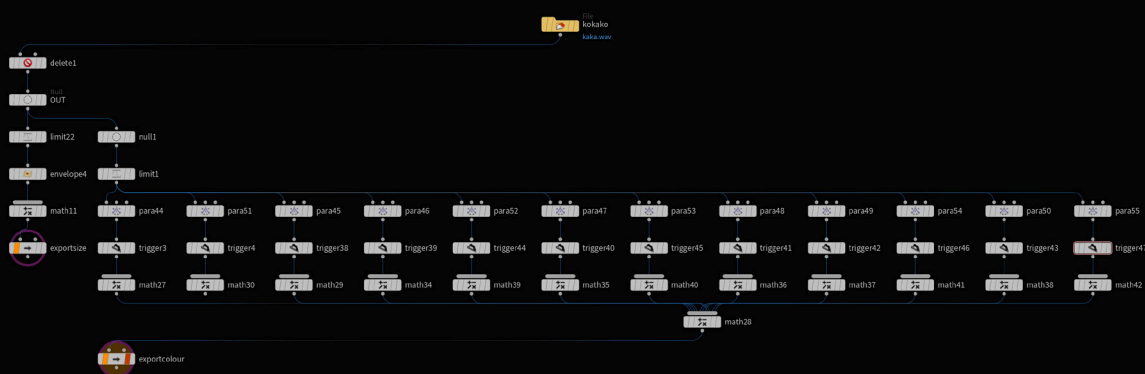 File
kokako
kaka.wav
delete1
Null
OUT
limit22
null1
envelope4
limit1
math11
para44
para51
para45
para46
para52
para47
para53
para48
para49
para54
para50
para55
exportsize
trigger3
trigger4
trigger38
trigger39
trigger44
trigger40
trigger45
trigger41
trigger42
trigger46
trigger43
trigger47
math27
math30
math29
math34
math39
math35
math40
math36
math37
math41
math38
math42
math28
exportcolour